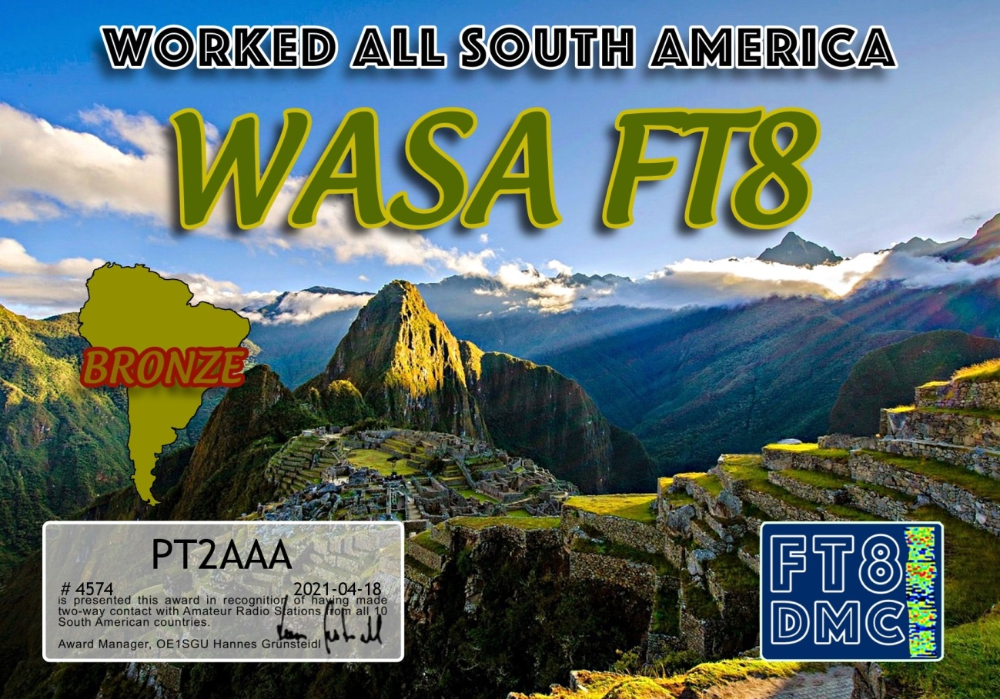 WORKED ALL SOUTH AMERICA
WASA FT8
BRONZE
PT2AAA
# 4574 2021-04-18
is presented this award in recognition of having made
two-way contact with Amateur Radio Stations from all 10
South American countries.
Award Manager, OE1SGU Hannes Grünsteidl
FT8
DMC